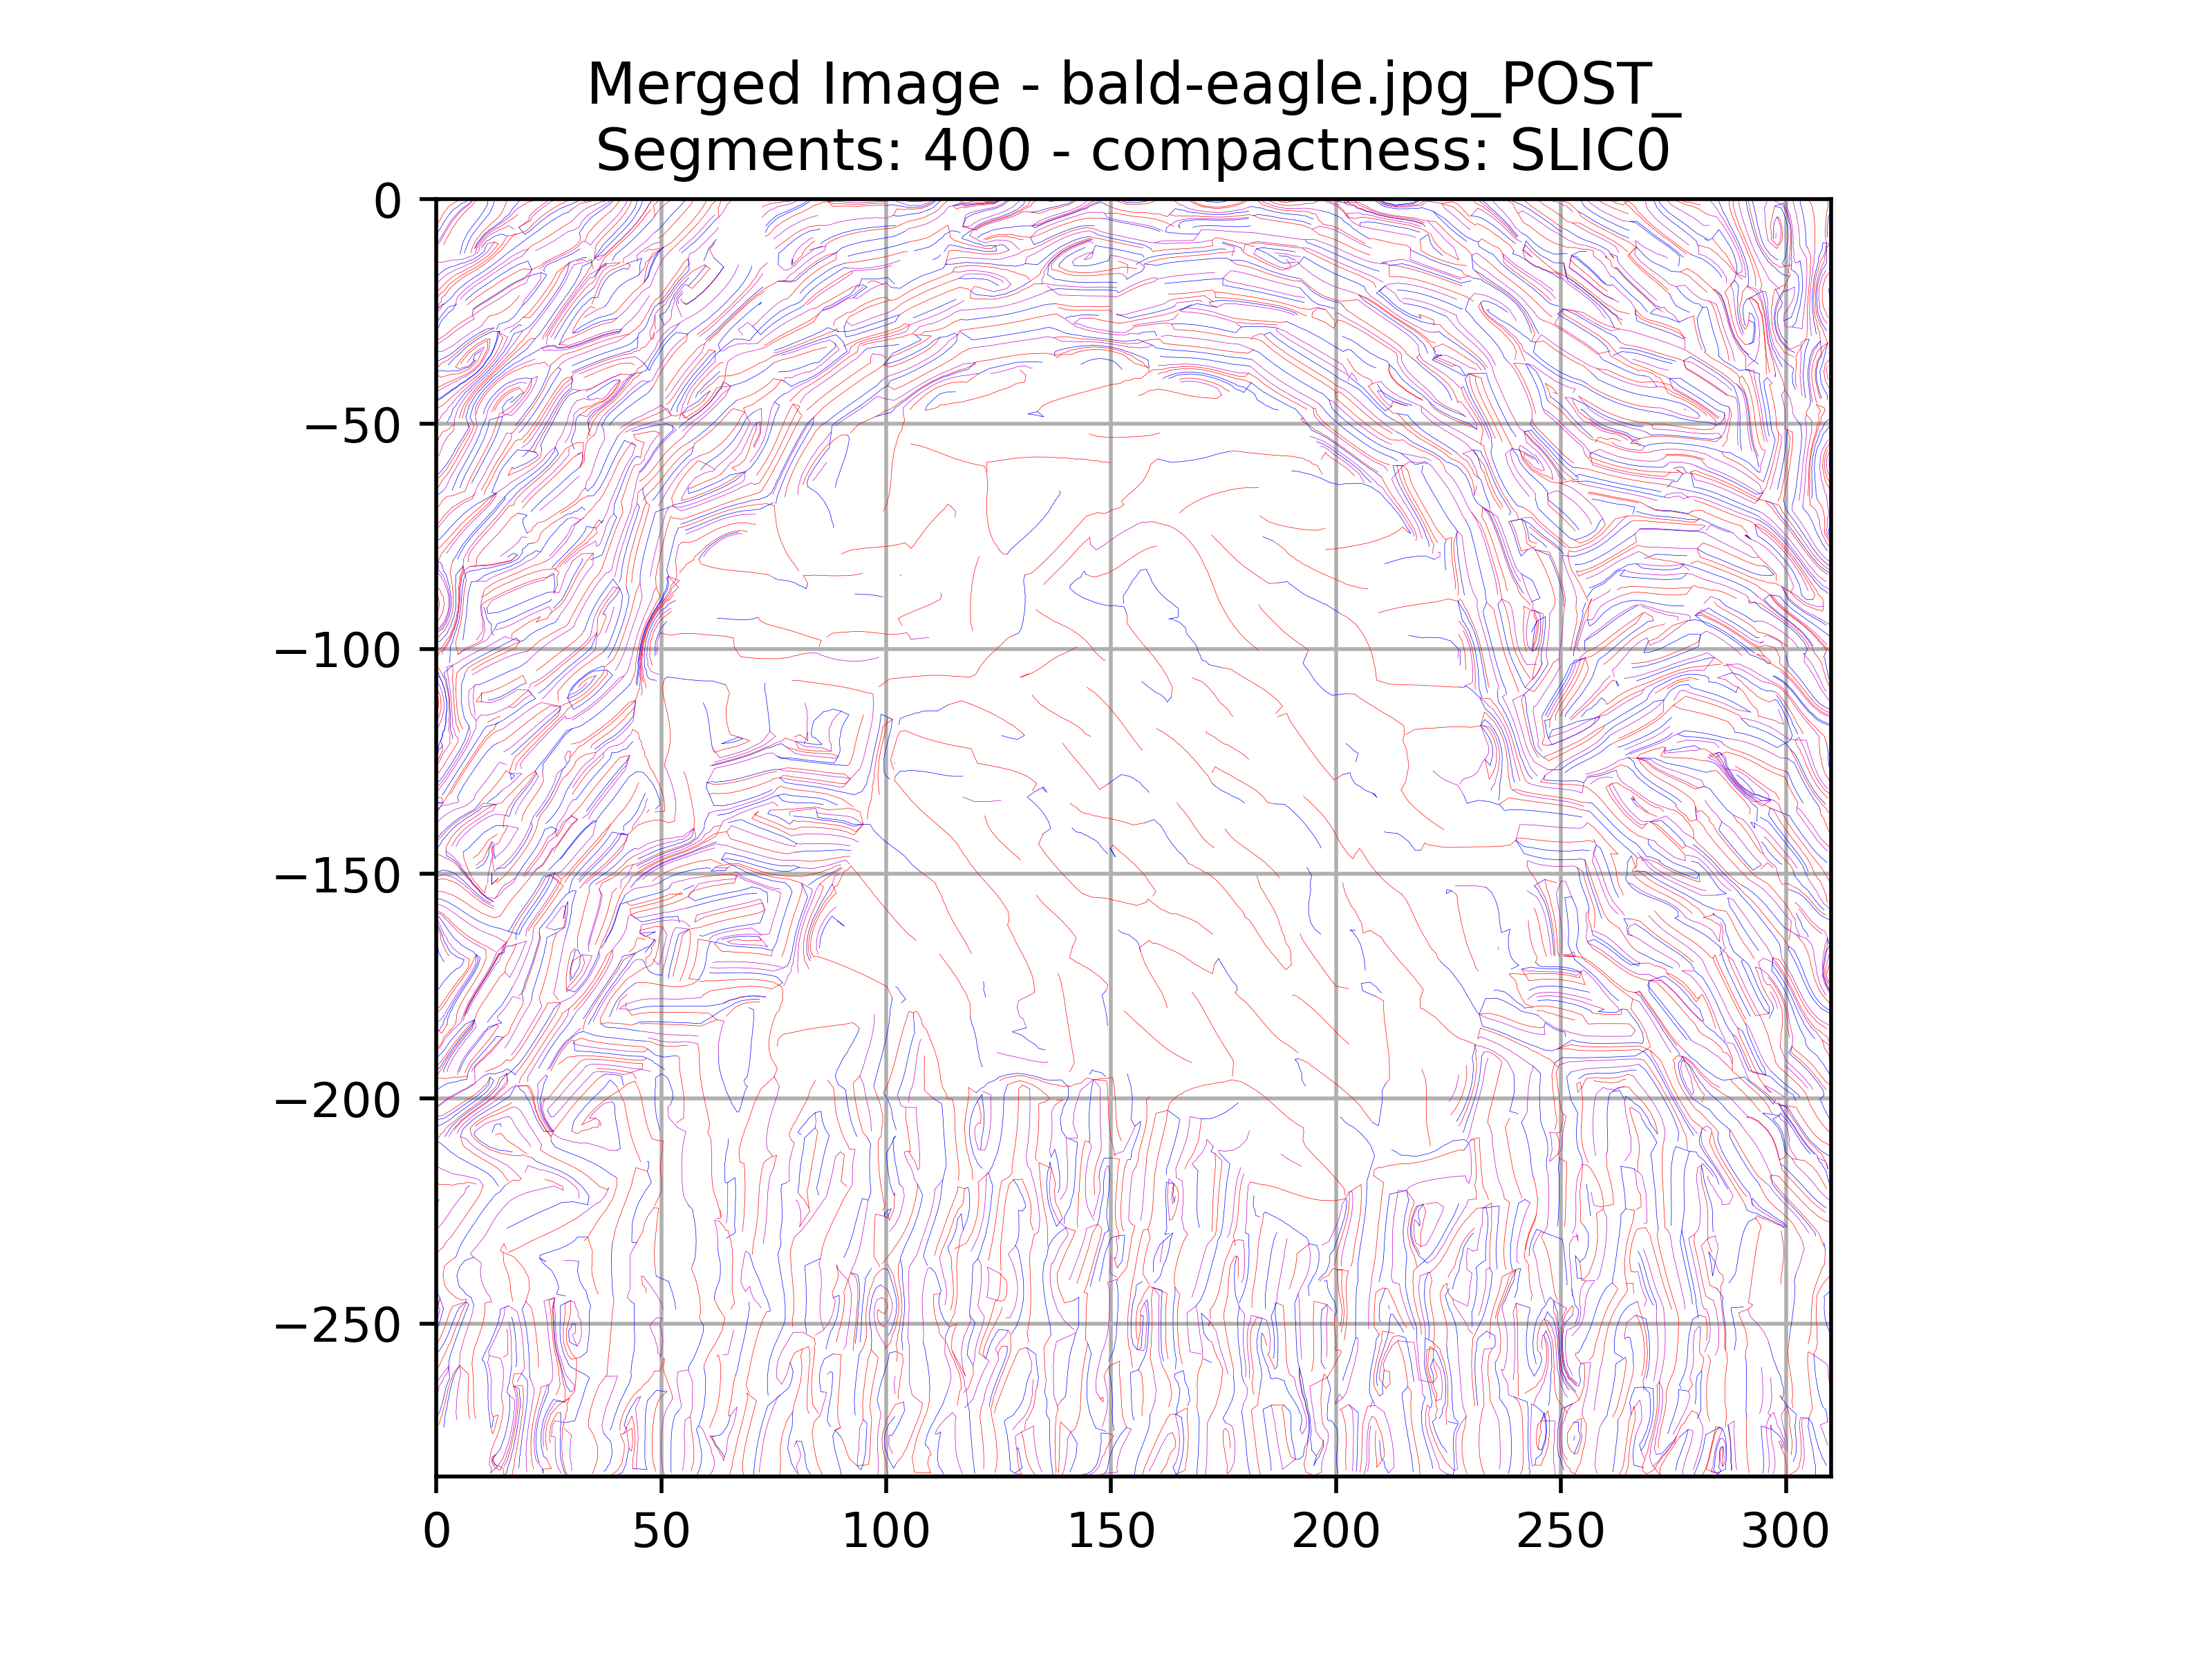 Merged Image - bald-eagle.jpg_POST_
Segments: 400 - compactness: SLIC0
0
−50
−100
−150
−200
−250
0 50 100 150 200 250 300